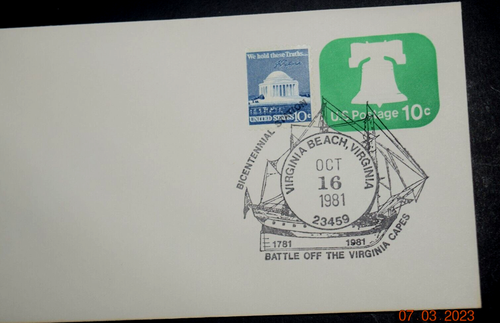 We hold these Truths...
UNITED STATES 10c
U.S. Postage 10c
BICENTENNIAL STATION
VIRGINIA BEACH, VIRGINIA
OCT
16
1981
23459
1781 1981
BATTLE OFF THE VIRGINIA CAPES
07 03 2023